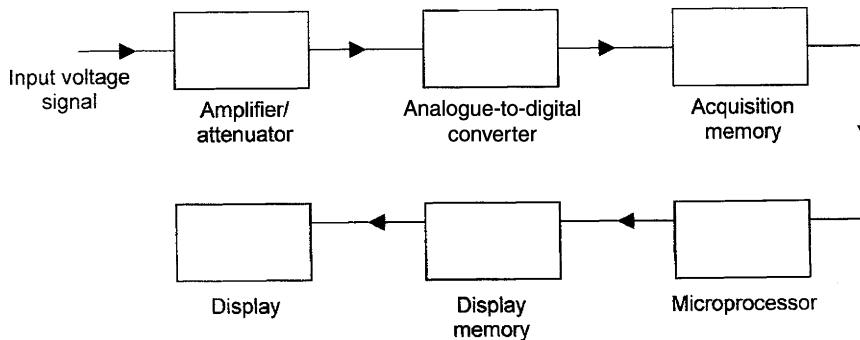 Input voltage
signal
Amplifier/
attenuator
Analogue-to-digital
converter
Acquisition
memory
Display
Display
memory
Microprocessor